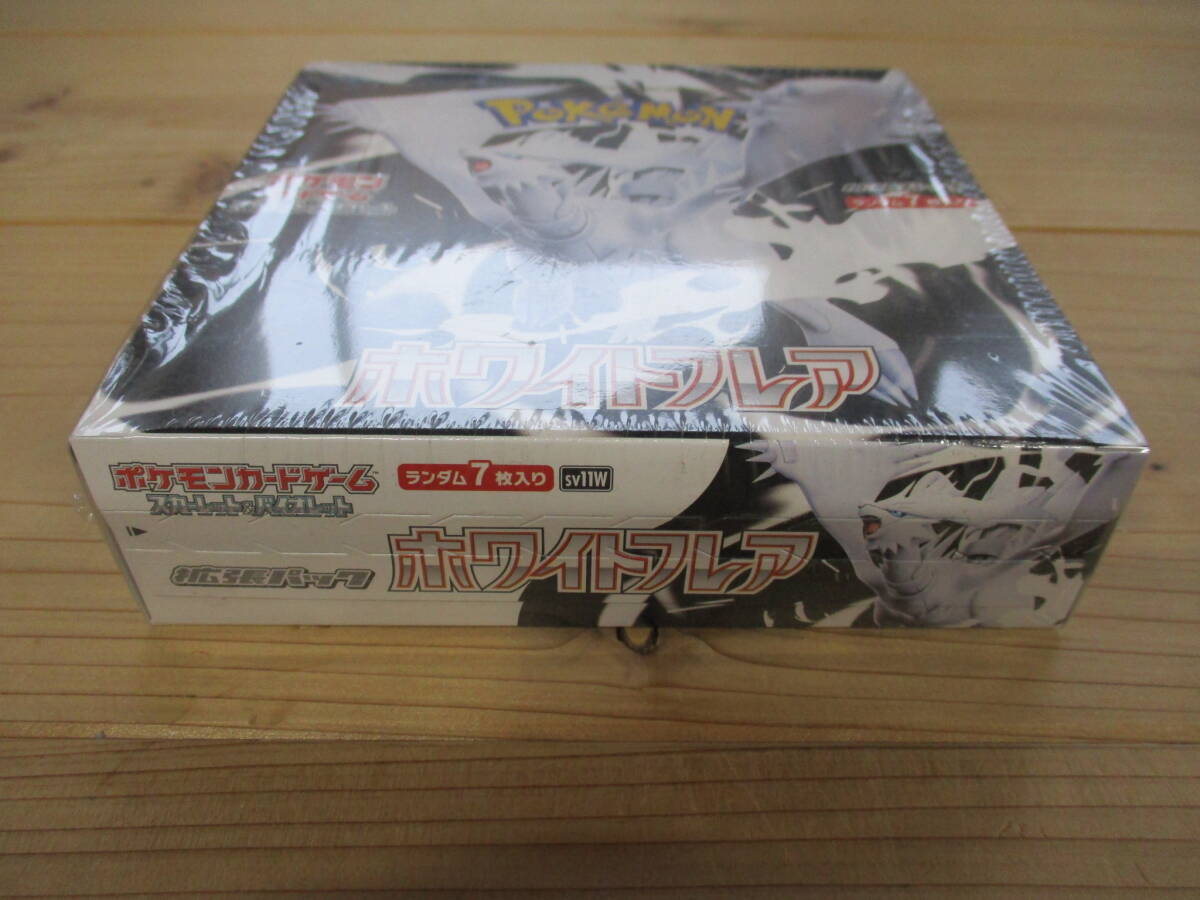 POKéMON
ホワイトフレア
ポケモンカードゲーム
スカーレット&バイオレット
ランダム7枚入り sv11W
拡張パック
ホワイトフレア